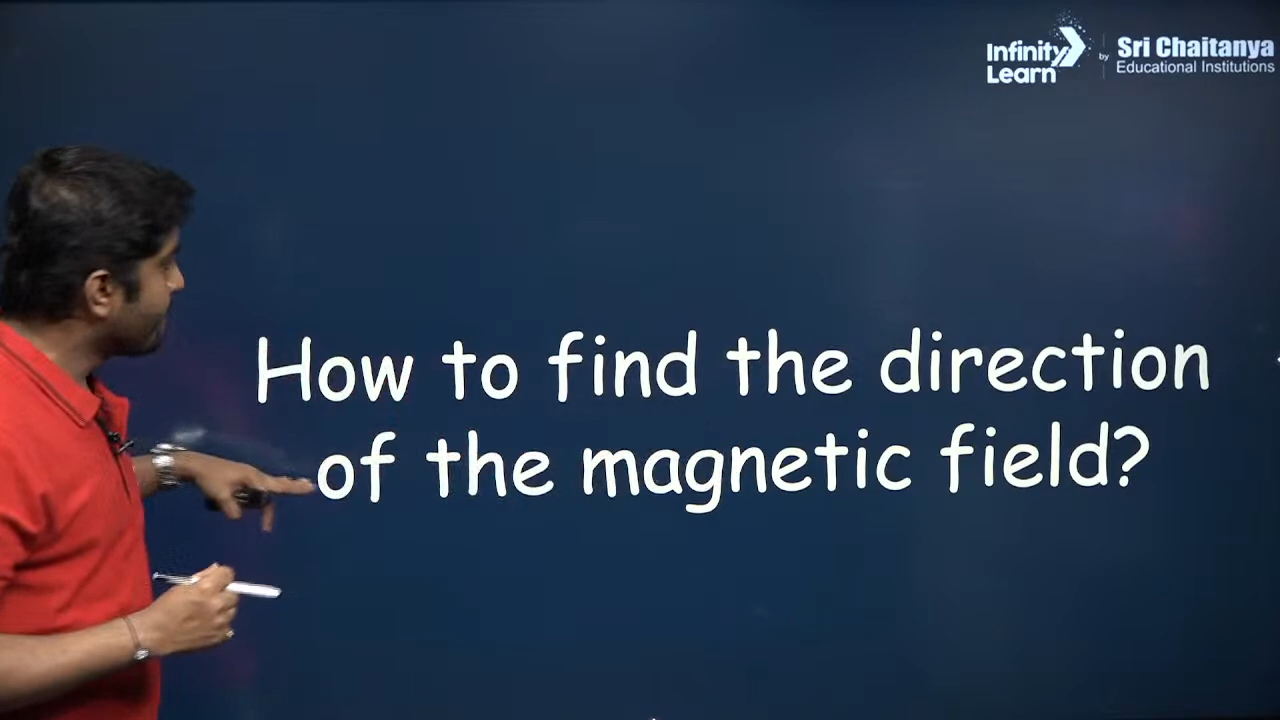 Infinity
Learn
by
Sri Chaitanya
Educational Institutions
How to find the direction
of the magnetic field?